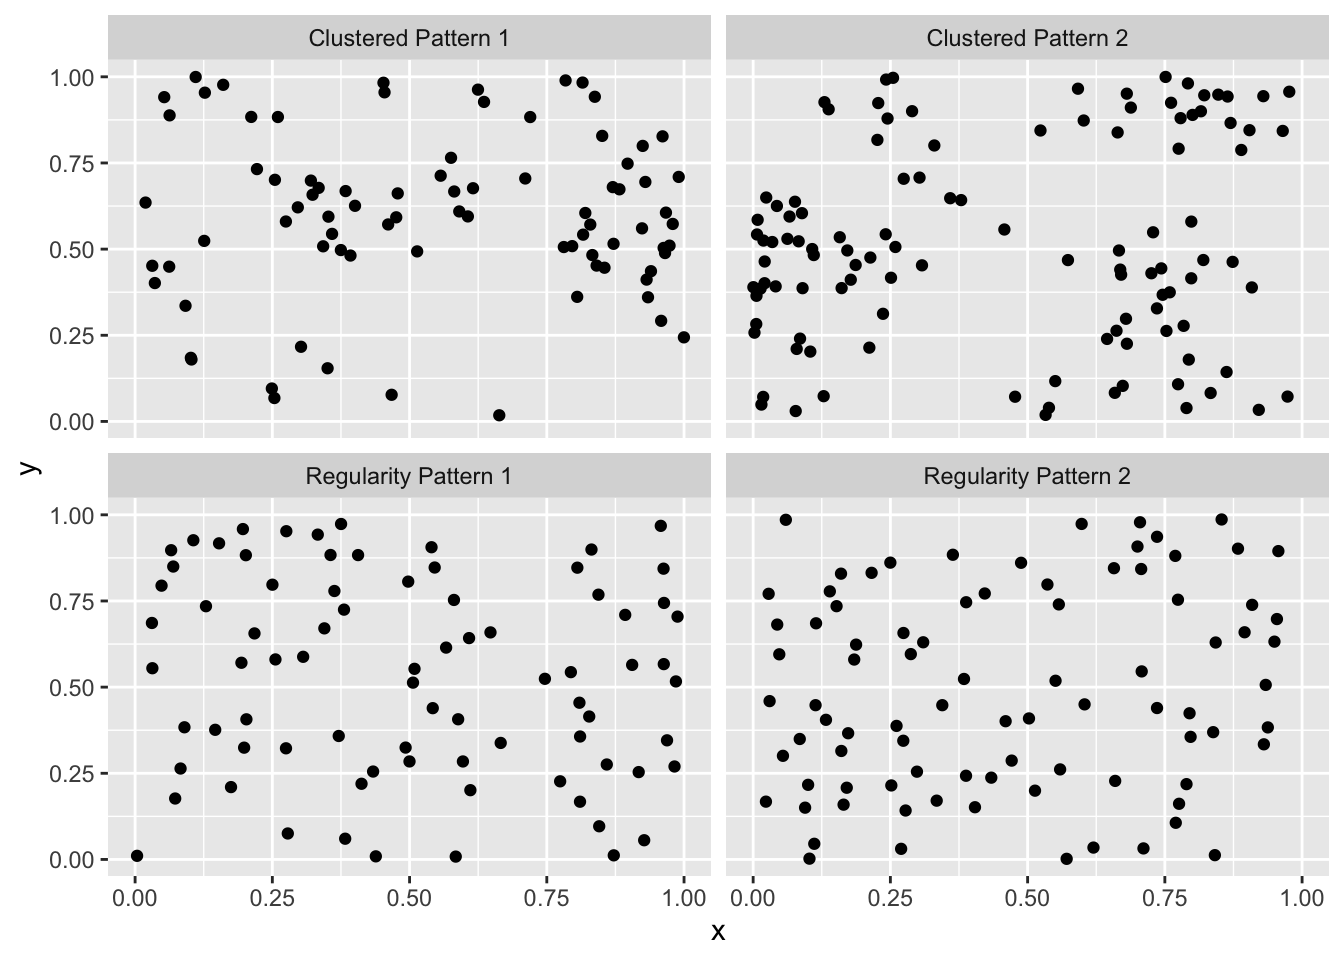 Clustered Pattern 1
Clustered Pattern 2
1.00
0.75
0.50
0.25
0.00
y
Regularity Pattern 1
Regularity Pattern 2
1.00
0.75
0.50
0.25
0.00
0.00 0.25 0.50 0.75 1.00
0.00 0.25 0.50 0.75 1.00
x